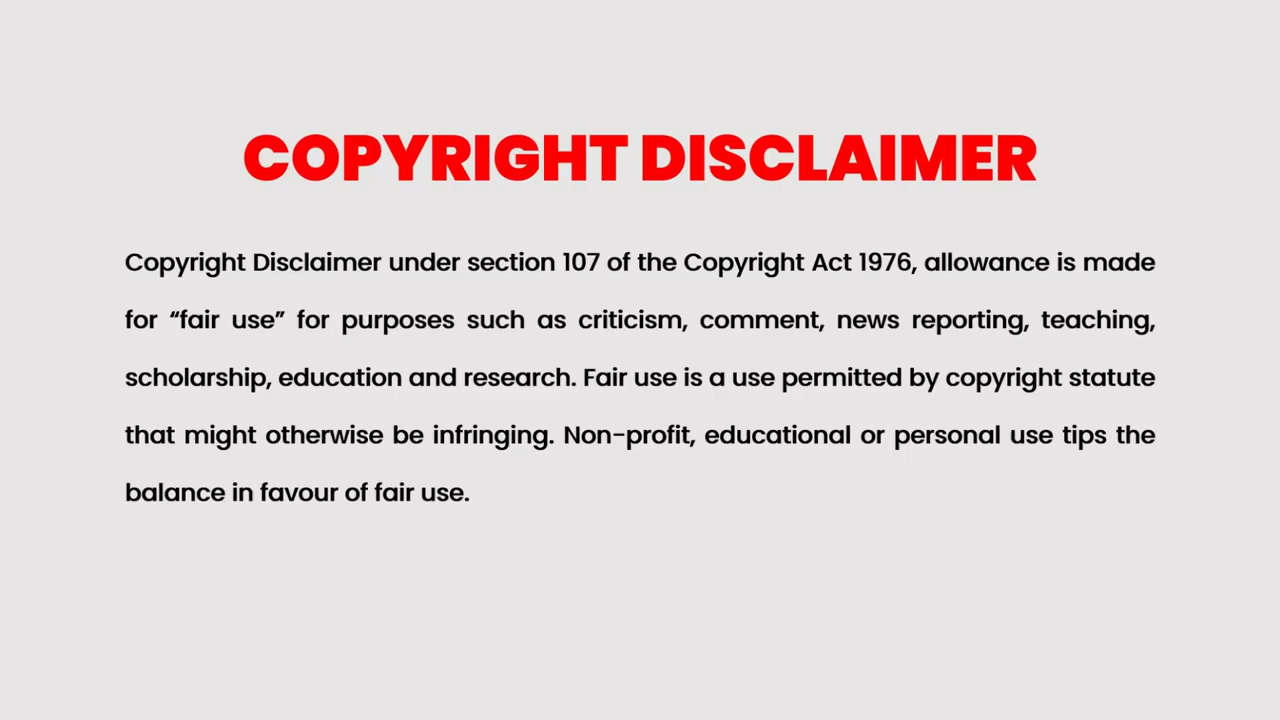 COPYRIGHT DISCLAIMER
Copyright Disclaimer under section 107 of the Copyright Act 1976, allowance is made
for “fair use” for purposes such as criticism, comment, news reporting, teaching,
scholarship, education and research. Fair use is a use permitted by copyright statute
that might otherwise be infringing. Non-profit, educational or personal use tips the
balance in favour of fair use.